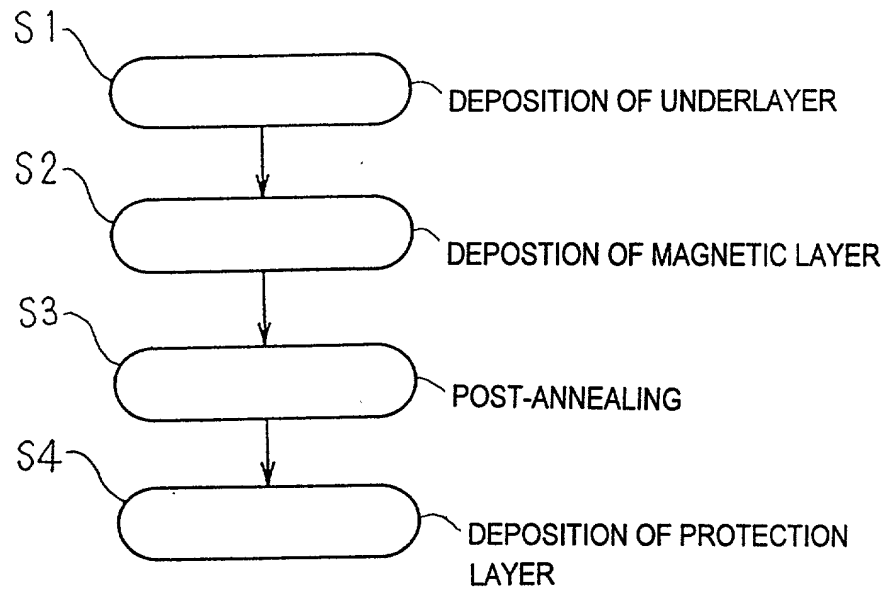 S1
DEPOSITION OF UNDERLAYER
S2
DEPOSTION OF MAGNETIC LAYER
S3
POST-ANNEALING
S4
DEPOSITION OF PROTECTION
LAYER